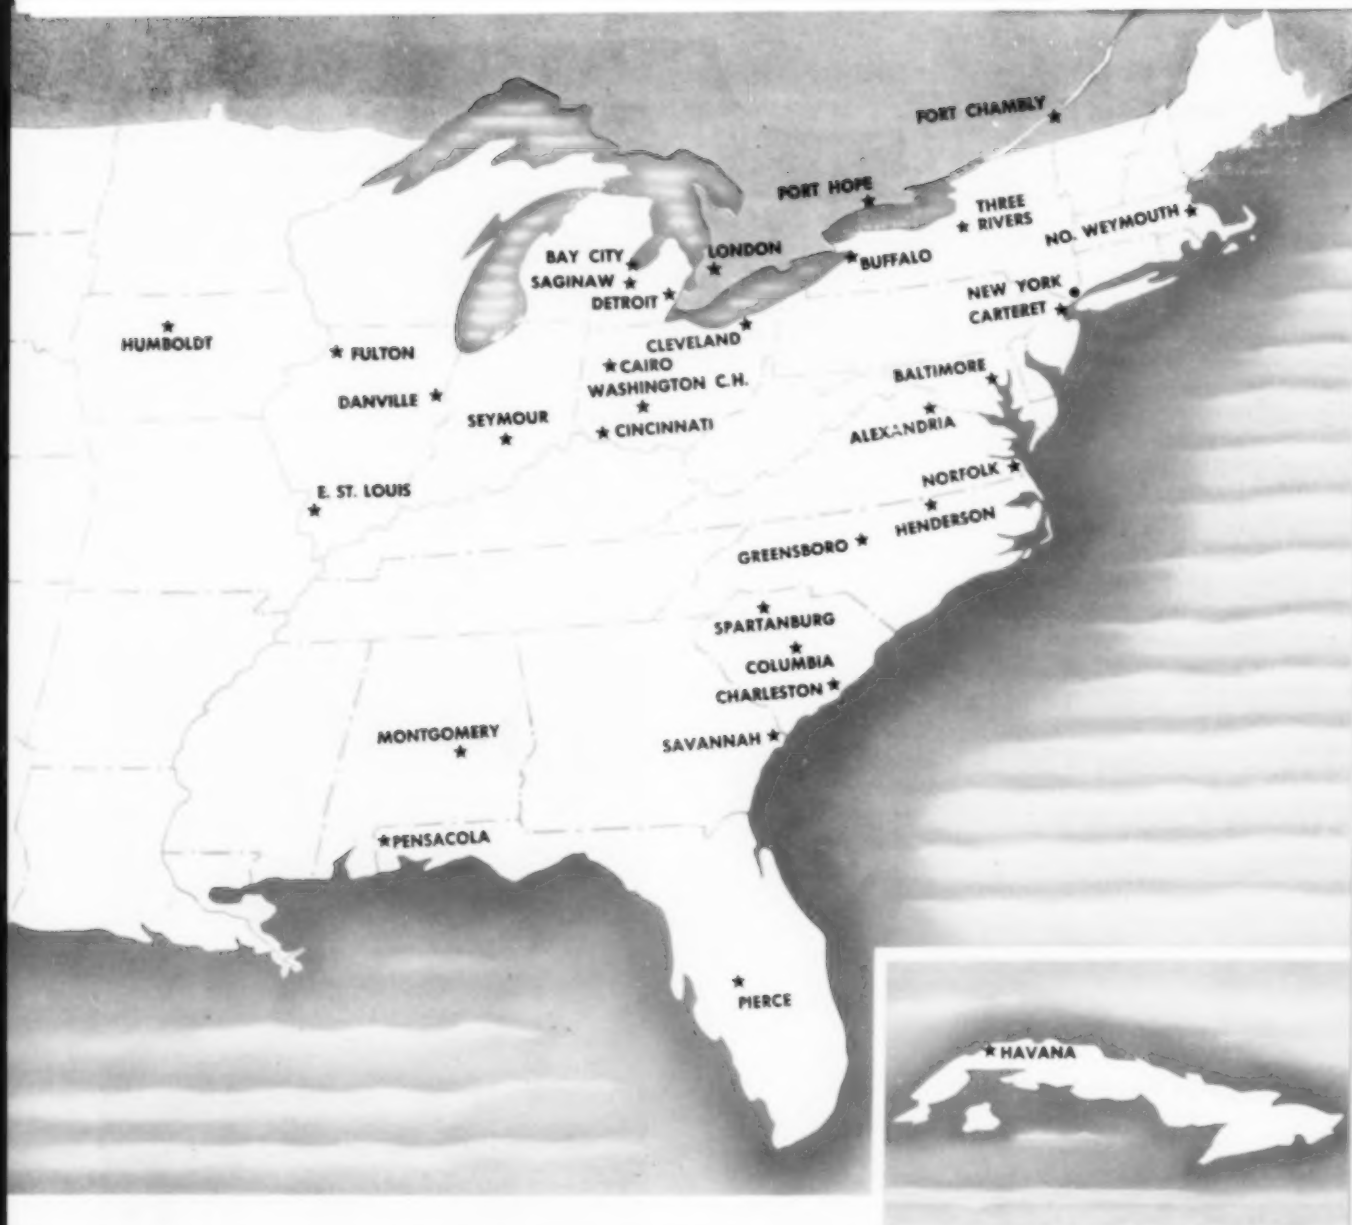 FORT CHAMBLY
PORT HOPE
THREE
RIVERS
NO. WEYMOUTH
BAY CITY
LONDON
BUFFALO
SAGINAW
DETROIT
NEW YORK
CARTERET
HUMBOLDT
FULTON
CLEVELAND
CAIRO
BALTIMORE
WASHINGTON C.H.
DANVILLE
SEYMOUR
CINCINNATI
ALEXANDRIA
NORFOLK
E. ST. LOUIS
HENDERSON
GREENSBORO
SPARTANBURG
COLUMBIA
CHARLESTON
MONTGOMERY
SAVANNAH
PENSACOLA
PIERCE
HAVANA